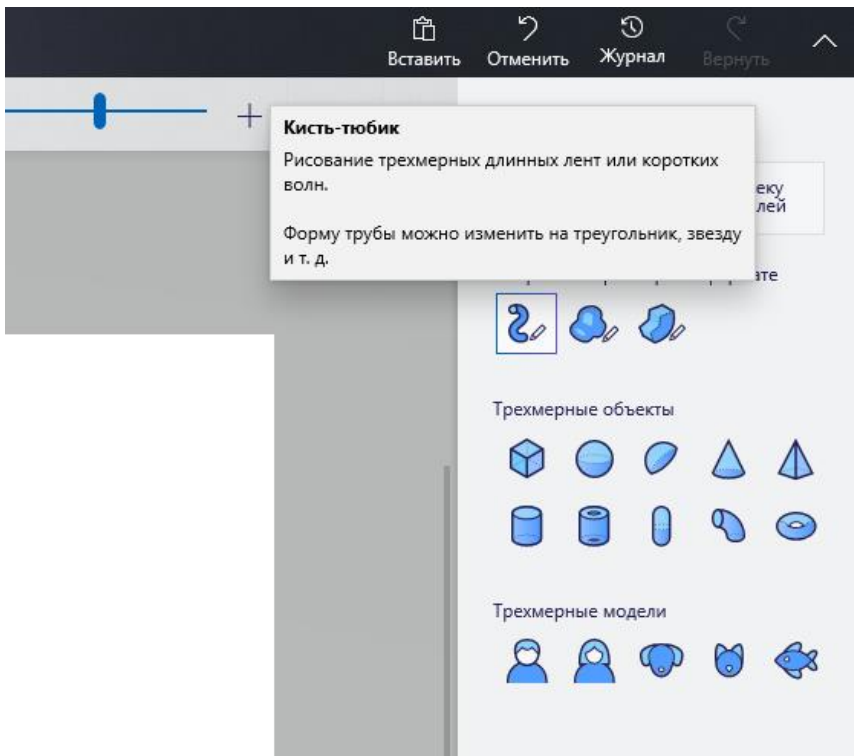 Вставить Отменить Журнал Вернуть
Кисть-тюбик
Рисование трехмерных длинных лент или коротких
волн.
Форму трубы можно изменить на треугольник, звезду
и т. д.
Трехмерные объекты
Трехмерные модели